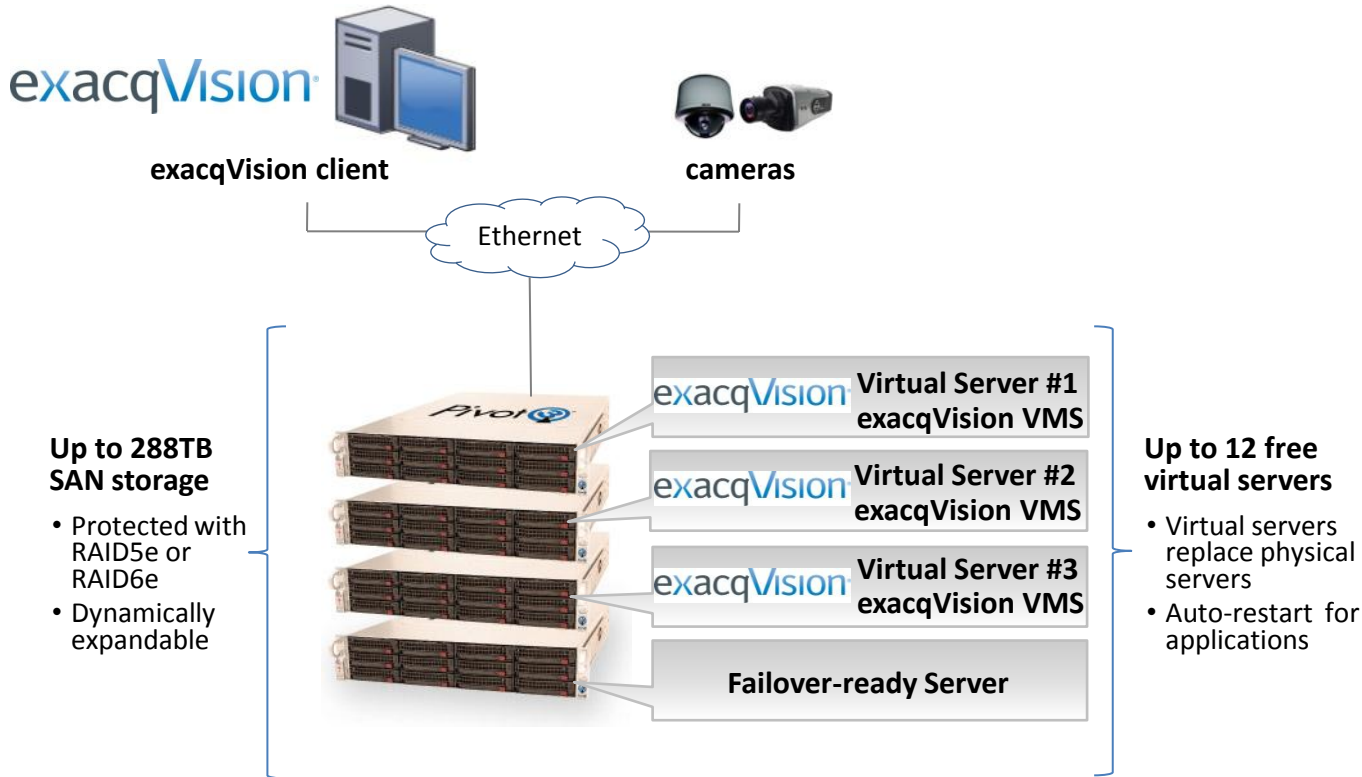 exacqVision
exacqVision client
cameras
Ethernet
Pivot3
Up to 288TB
SAN storage
• Protected with
RAID5e or
RAID6e
• Dynamically
expandable
exacqVision
Virtual Server #1
exacqVision VMS
exacqVision
Virtual Server #2
exacqVision VMS
exacqVision
Virtual Server #3
exacqVision VMS
Failover-ready Server
Up to 12 free
virtual servers
• Virtual servers
replace physical
servers
• Auto-restart for
applications